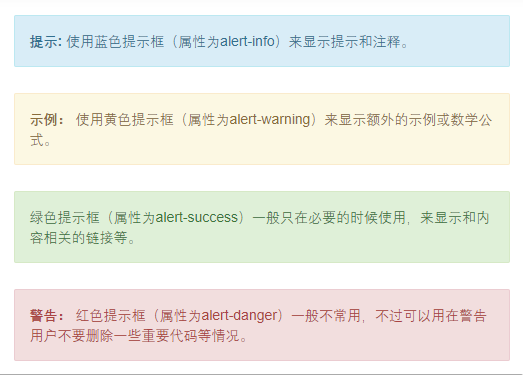 提示: 使用蓝色提示框（属性为alert-info）来显示提示和注释。
示例： 使用黄色提示框（属性为alert-warning）来显示额外的示例或数学公
式。
绿色提示框（属性为alert-success）一般只在必要的时候使用，来显示和内
容相关的链接等。
警告： 红色提示框（属性为alert-danger）一般不常用，不过可以用在警告
用户不要删除一些重要代码等情况。